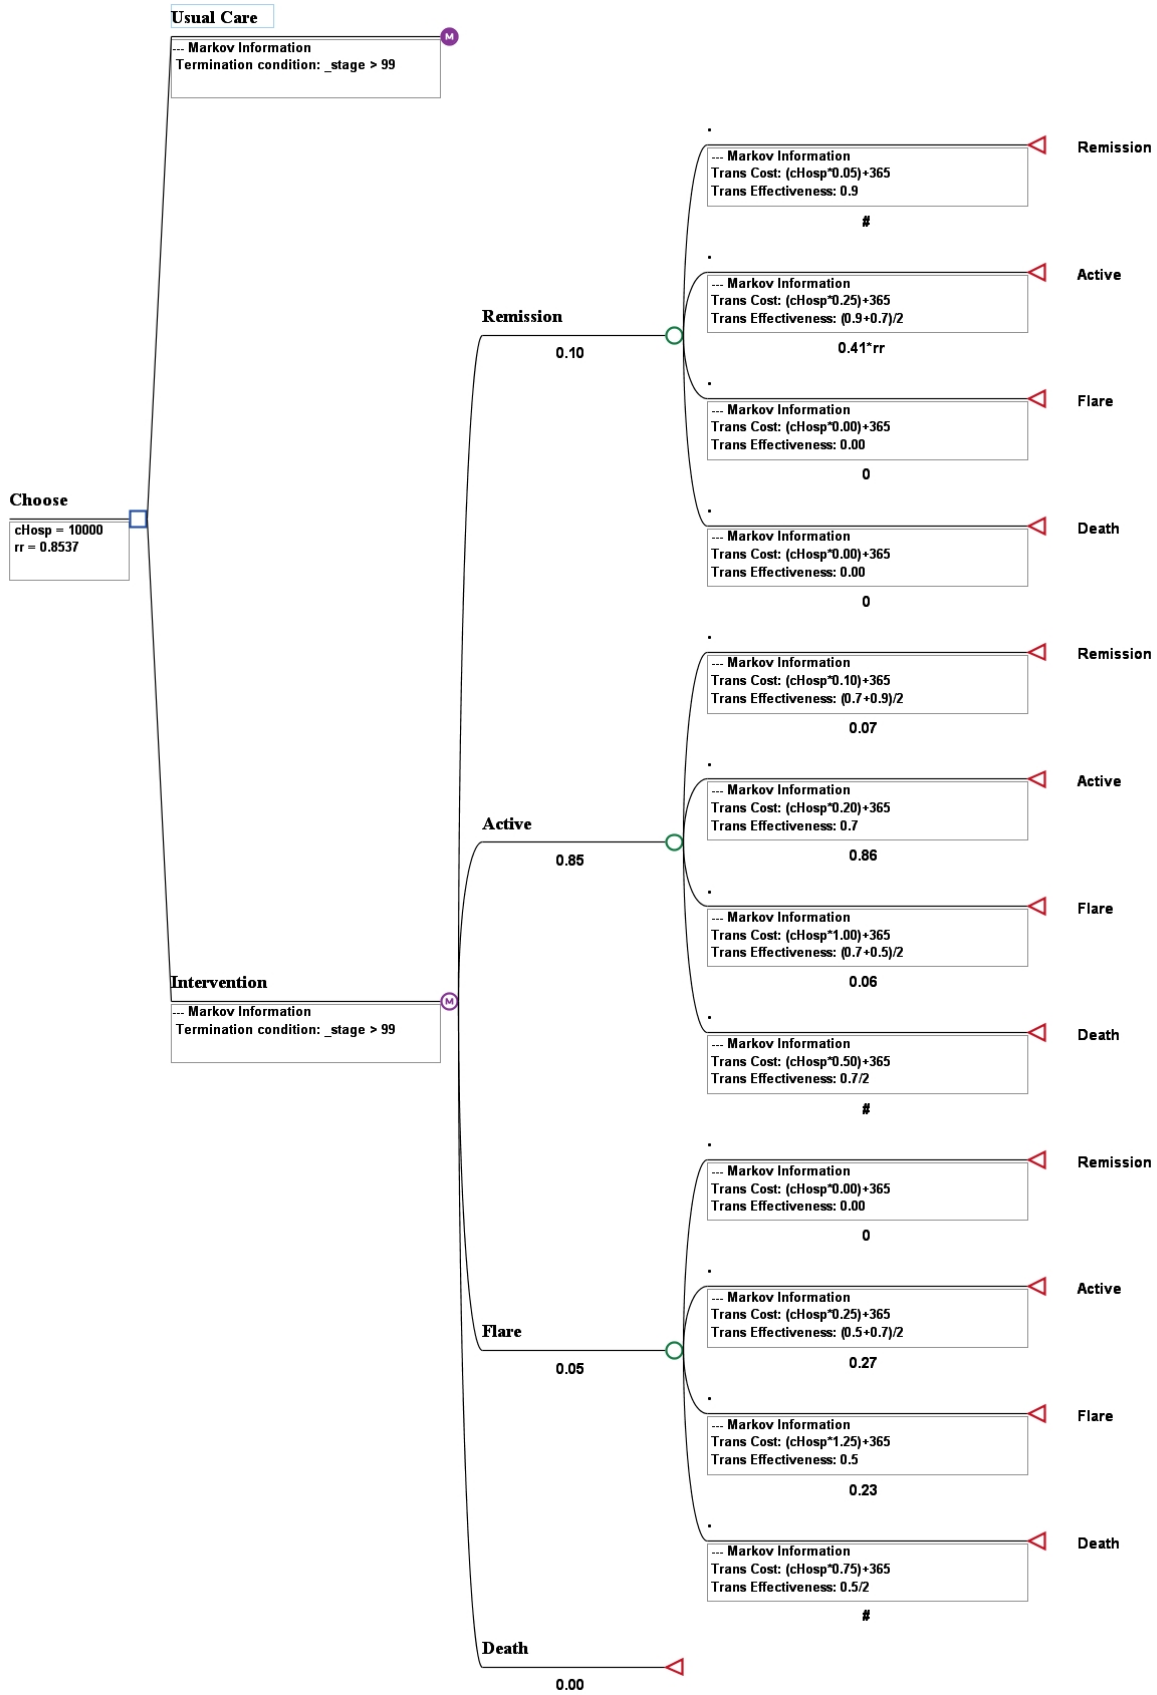 Usual Care
--- Markov Information
Termination condition: _stage > 99
M
Choose
cHosp = 10000
rr = 0.8537
Intervention
--- Markov Information
Termination condition: _stage > 99
M
Remission
0.10
--- Markov Information
Trans Cost: (cHosp*0.05)+365
Trans Effectiveness: 0.9
#
Remission
--- Markov Information
Trans Cost: (cHosp*0.25)+365
Trans Effectiveness: (0.9+0.7)/2
0.41*rr
Active
--- Markov Information
Trans Cost: (cHosp*0.00)+365
Trans Effectiveness: 0.00
0
Flare
--- Markov Information
Trans Cost: (cHosp*0.00)+365
Trans Effectiveness: 0.00
0
Death
Active
0.85
--- Markov Information
Trans Cost: (cHosp*0.10)+365
Trans Effectiveness: (0.7+0.9)/2
0.07
Remission
--- Markov Information
Trans Cost: (cHosp*0.20)+365
Trans Effectiveness: 0.7
0.86
Active
--- Markov Information
Trans Cost: (cHosp*1.00)+365
Trans Effectiveness: (0.7+0.5)/2
0.06
Flare
--- Markov Information
Trans Cost: (cHosp*0.50)+365
Trans Effectiveness: 0.7/2
#
Death
Flare
0.05
--- Markov Information
Trans Cost: (cHosp*0.00)+365
Trans Effectiveness: 0.00
0
Remission
--- Markov Information
Trans Cost: (cHosp*0.25)+365
Trans Effectiveness: (0.5+0.7)/2
0.27
Active
--- Markov Information
Trans Cost: (cHosp*1.25)+365
Trans Effectiveness: 0.5
0.23
Flare
--- Markov Information
Trans Cost: (cHosp*0.75)+365
Trans Effectiveness: 0.5/2
#
Death
Death
0.00